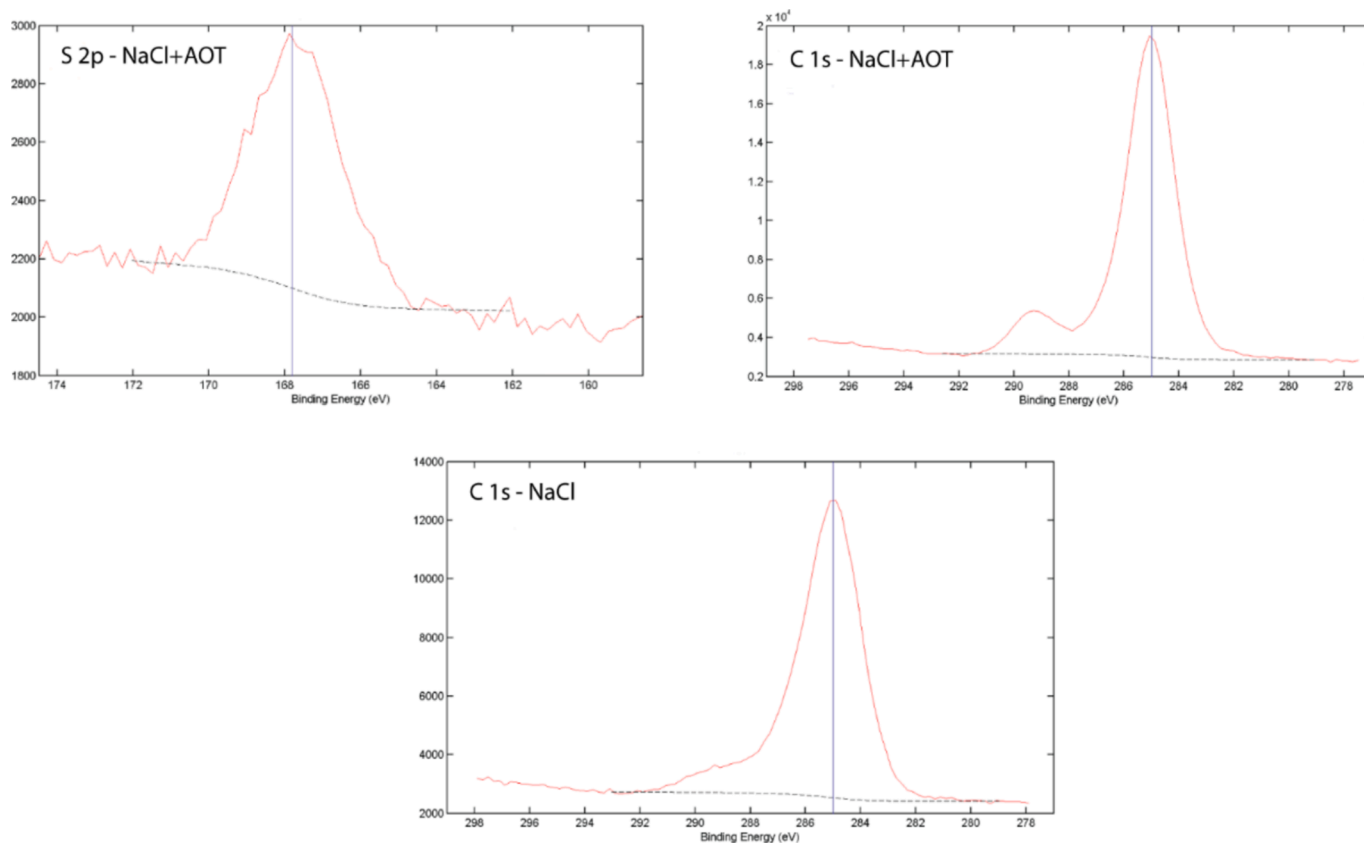 S 2p - NaCl+AOT
3000
2800
2600
2400
2200
2000
1800
174 172 170 168 166 164 162 160
Binding Energy (eV)
C 1s - NaCl+AOT
2 x 10⁴
1.8
1.6
1.4
1.2
1
0.8
0.6
0.4
0.2
298 296 294 292 289 288 285 284 282 280 278
Binding Energy (eV)
C 1s - NaCl
14000
12000
10000
8000
6000
4000
2000
298 296 294 292 289 288 286 284 282 280 278
Binding Energy (eV)